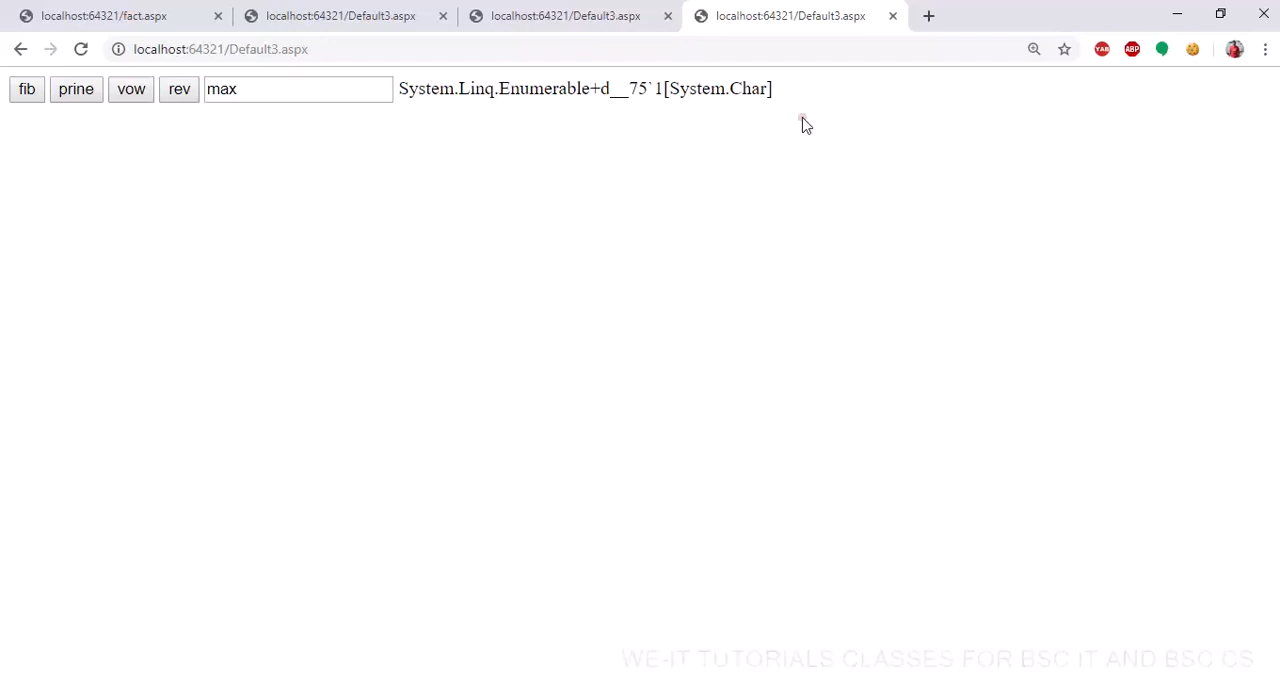 localhost:64321/fact.aspx
localhost:64321/Default3.aspx
localhost:64321/Default3.aspx
localhost:64321/Default3.aspx
localhost:64321/Default3.aspx
YAB
ABP
fib prine vow rev max System.Linq.Enumerable+d__75`1[System.Char]
WE-IT TUTORIALS CLASSES FOR BSC IT AND BSC CS